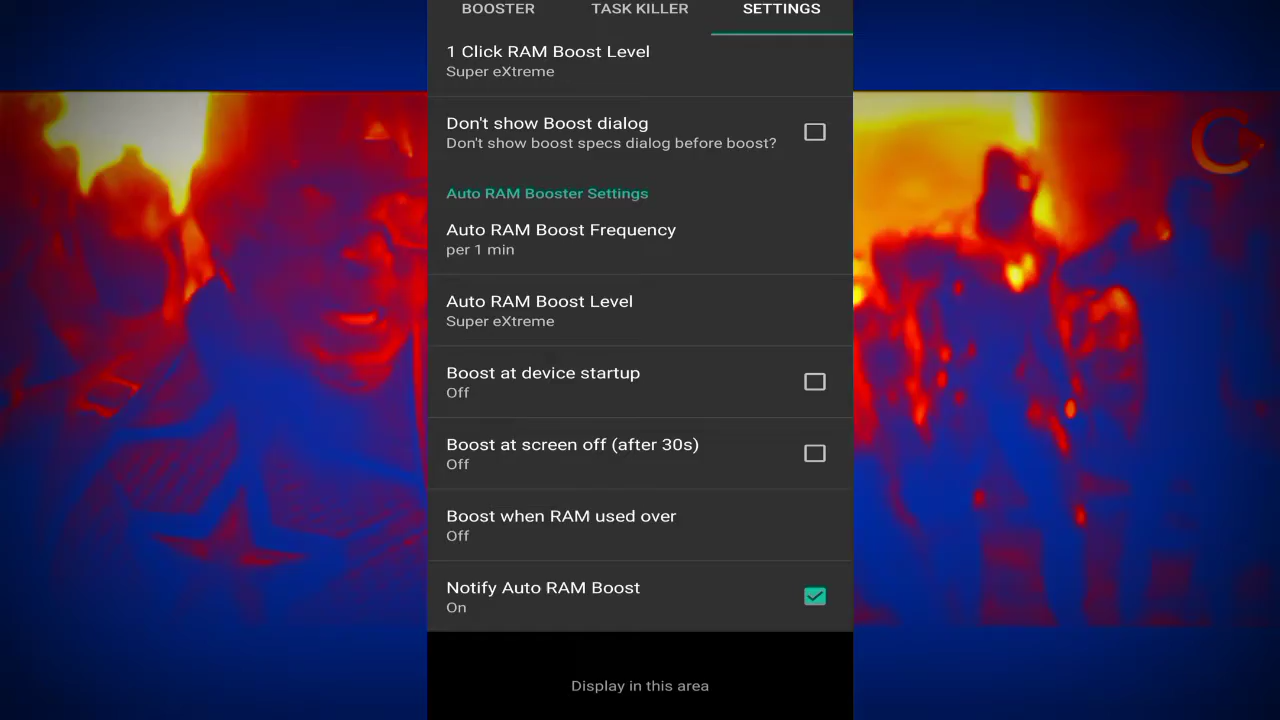 BOOSTER TASK KILLER SETTINGS
1 Click RAM Boost Level
Super eXtreme
Don't show Boost dialog
Don't show boost specs dialog before boost?
Auto RAM Booster Settings
Auto RAM Boost Frequency
per 1 min
Auto RAM Boost Level
Super eXtreme
Boost at device startup
Off
Boost at screen off (after 30s)
Off
Boost when RAM used over
Off
Notify Auto RAM Boost
On
Display in this area